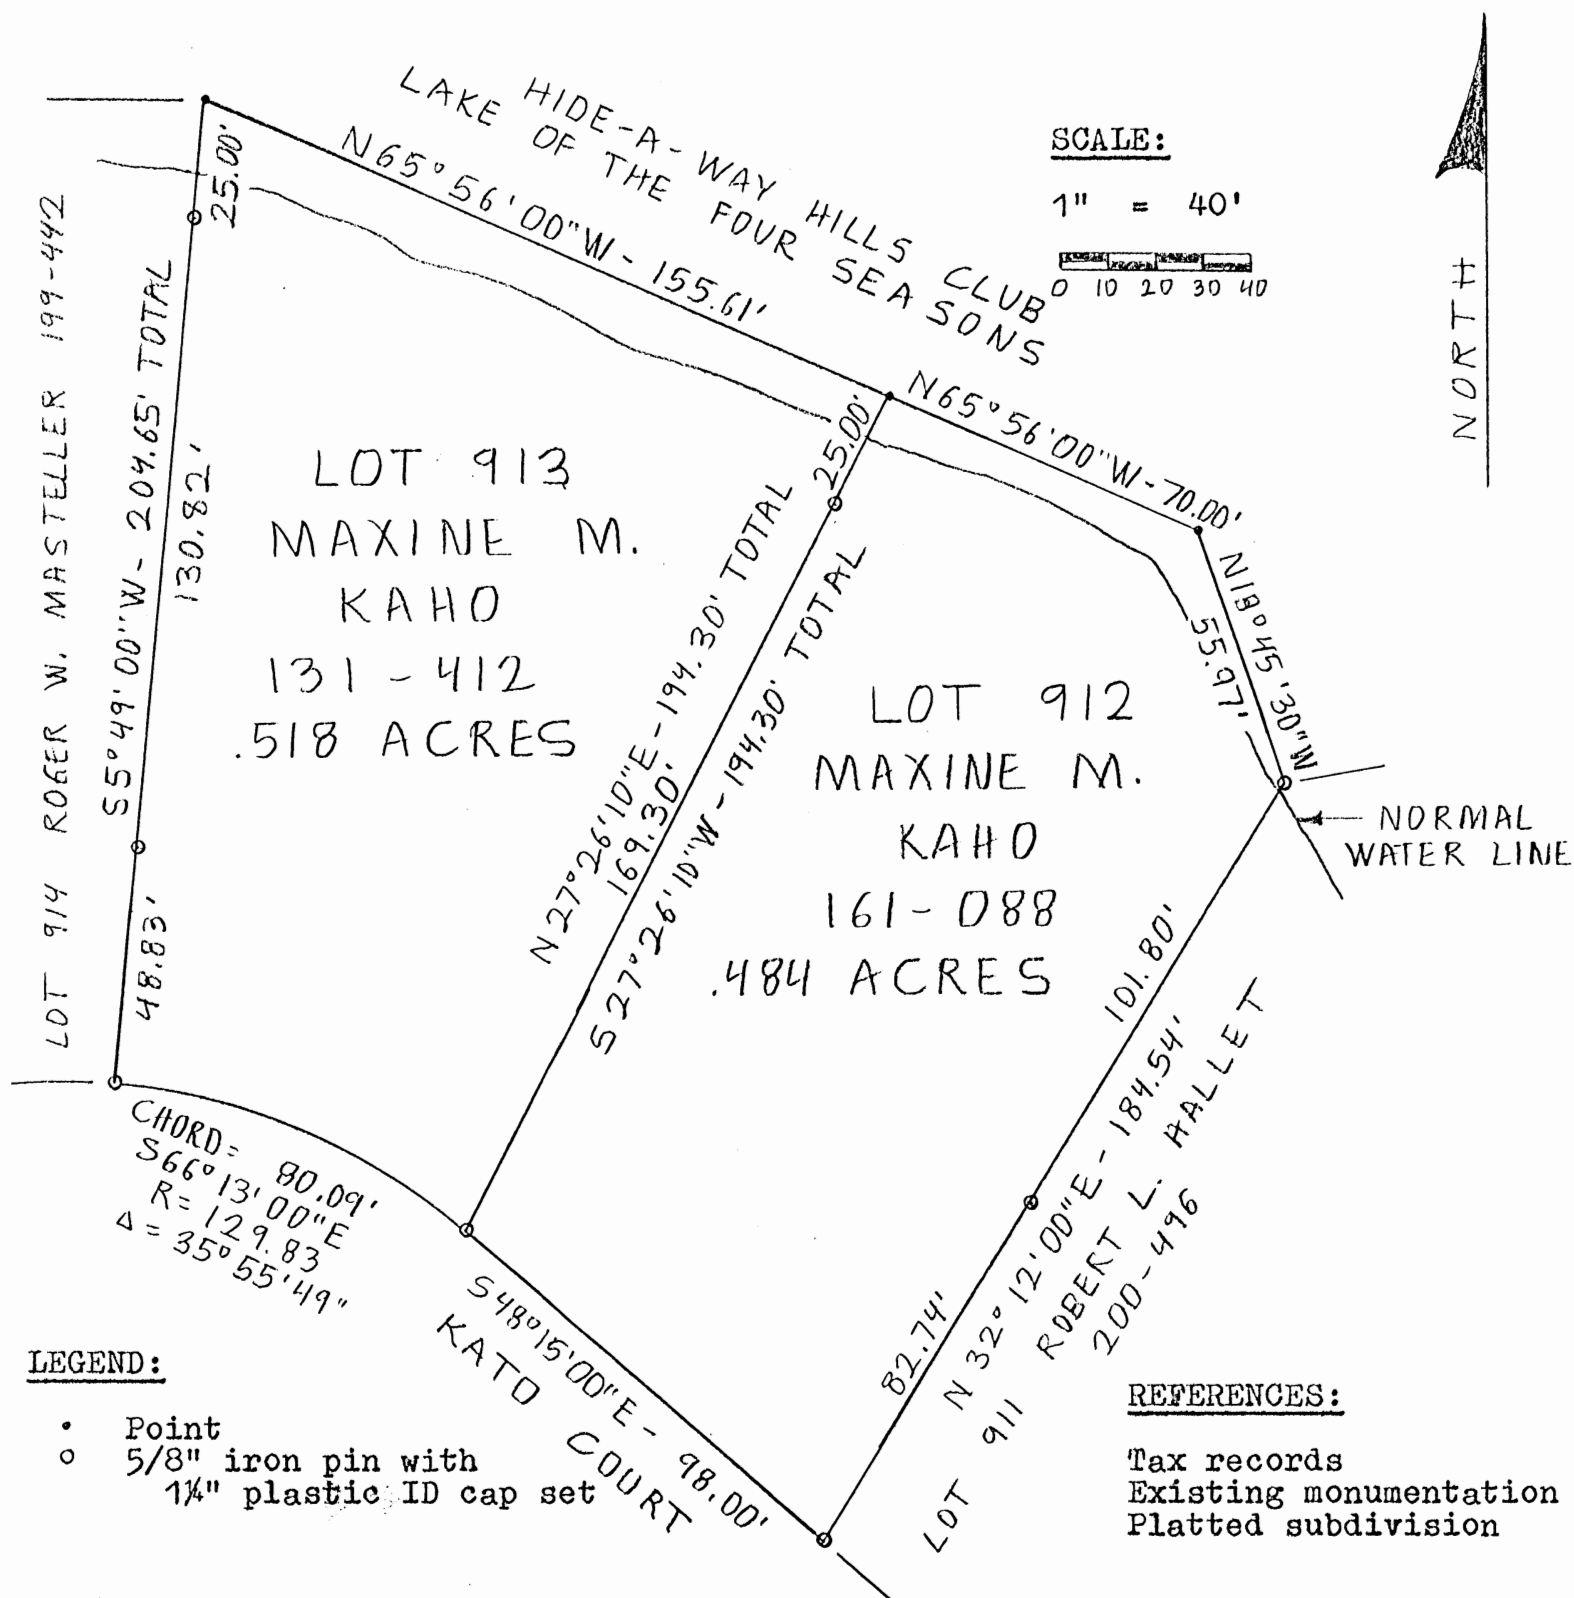 HIDE-A-WAY HILLS CLUB
LAKE OF THE FOUR SEASONS
SCALE:
1" = 40'
0 10 20 30 40
NORTH
N65°56'00"W - 155.61'
25.00'
S5°49'00"W - 204.65' TOTAL
130.82'
48.83'
LOT 914 ROGER W. MASTELLER 199-442
LOT 913
MAXINE M.
KAHO
131-412
.518 ACRES
25.00'
N27°26'10"E - 194.30' TOTAL
169.30'
S27°26'10"W - 194.30' TOTAL
N65°56'00"W - 70.00'
N18°45'30"W
55.97'
LOT 912
MAXINE M.
KAHO
161-088
.484 ACRES
NORMAL
WATER LINE
101.80'
82.74'
N 32° 12'00"E - 184.54'
LOT 911 ROBERT L. HALLET
200-496
CHORD= 80.09'
S66°13'00"E
R= 129.83
Δ = 35°55'49"
S48°15'00"E - 98.00'
KATO COURT
LEGEND:
• Point
o 5/8" iron pin with
1¼" plastic ID cap set
REFERENCES:
Tax records
Existing monumentation
Platted subdivision